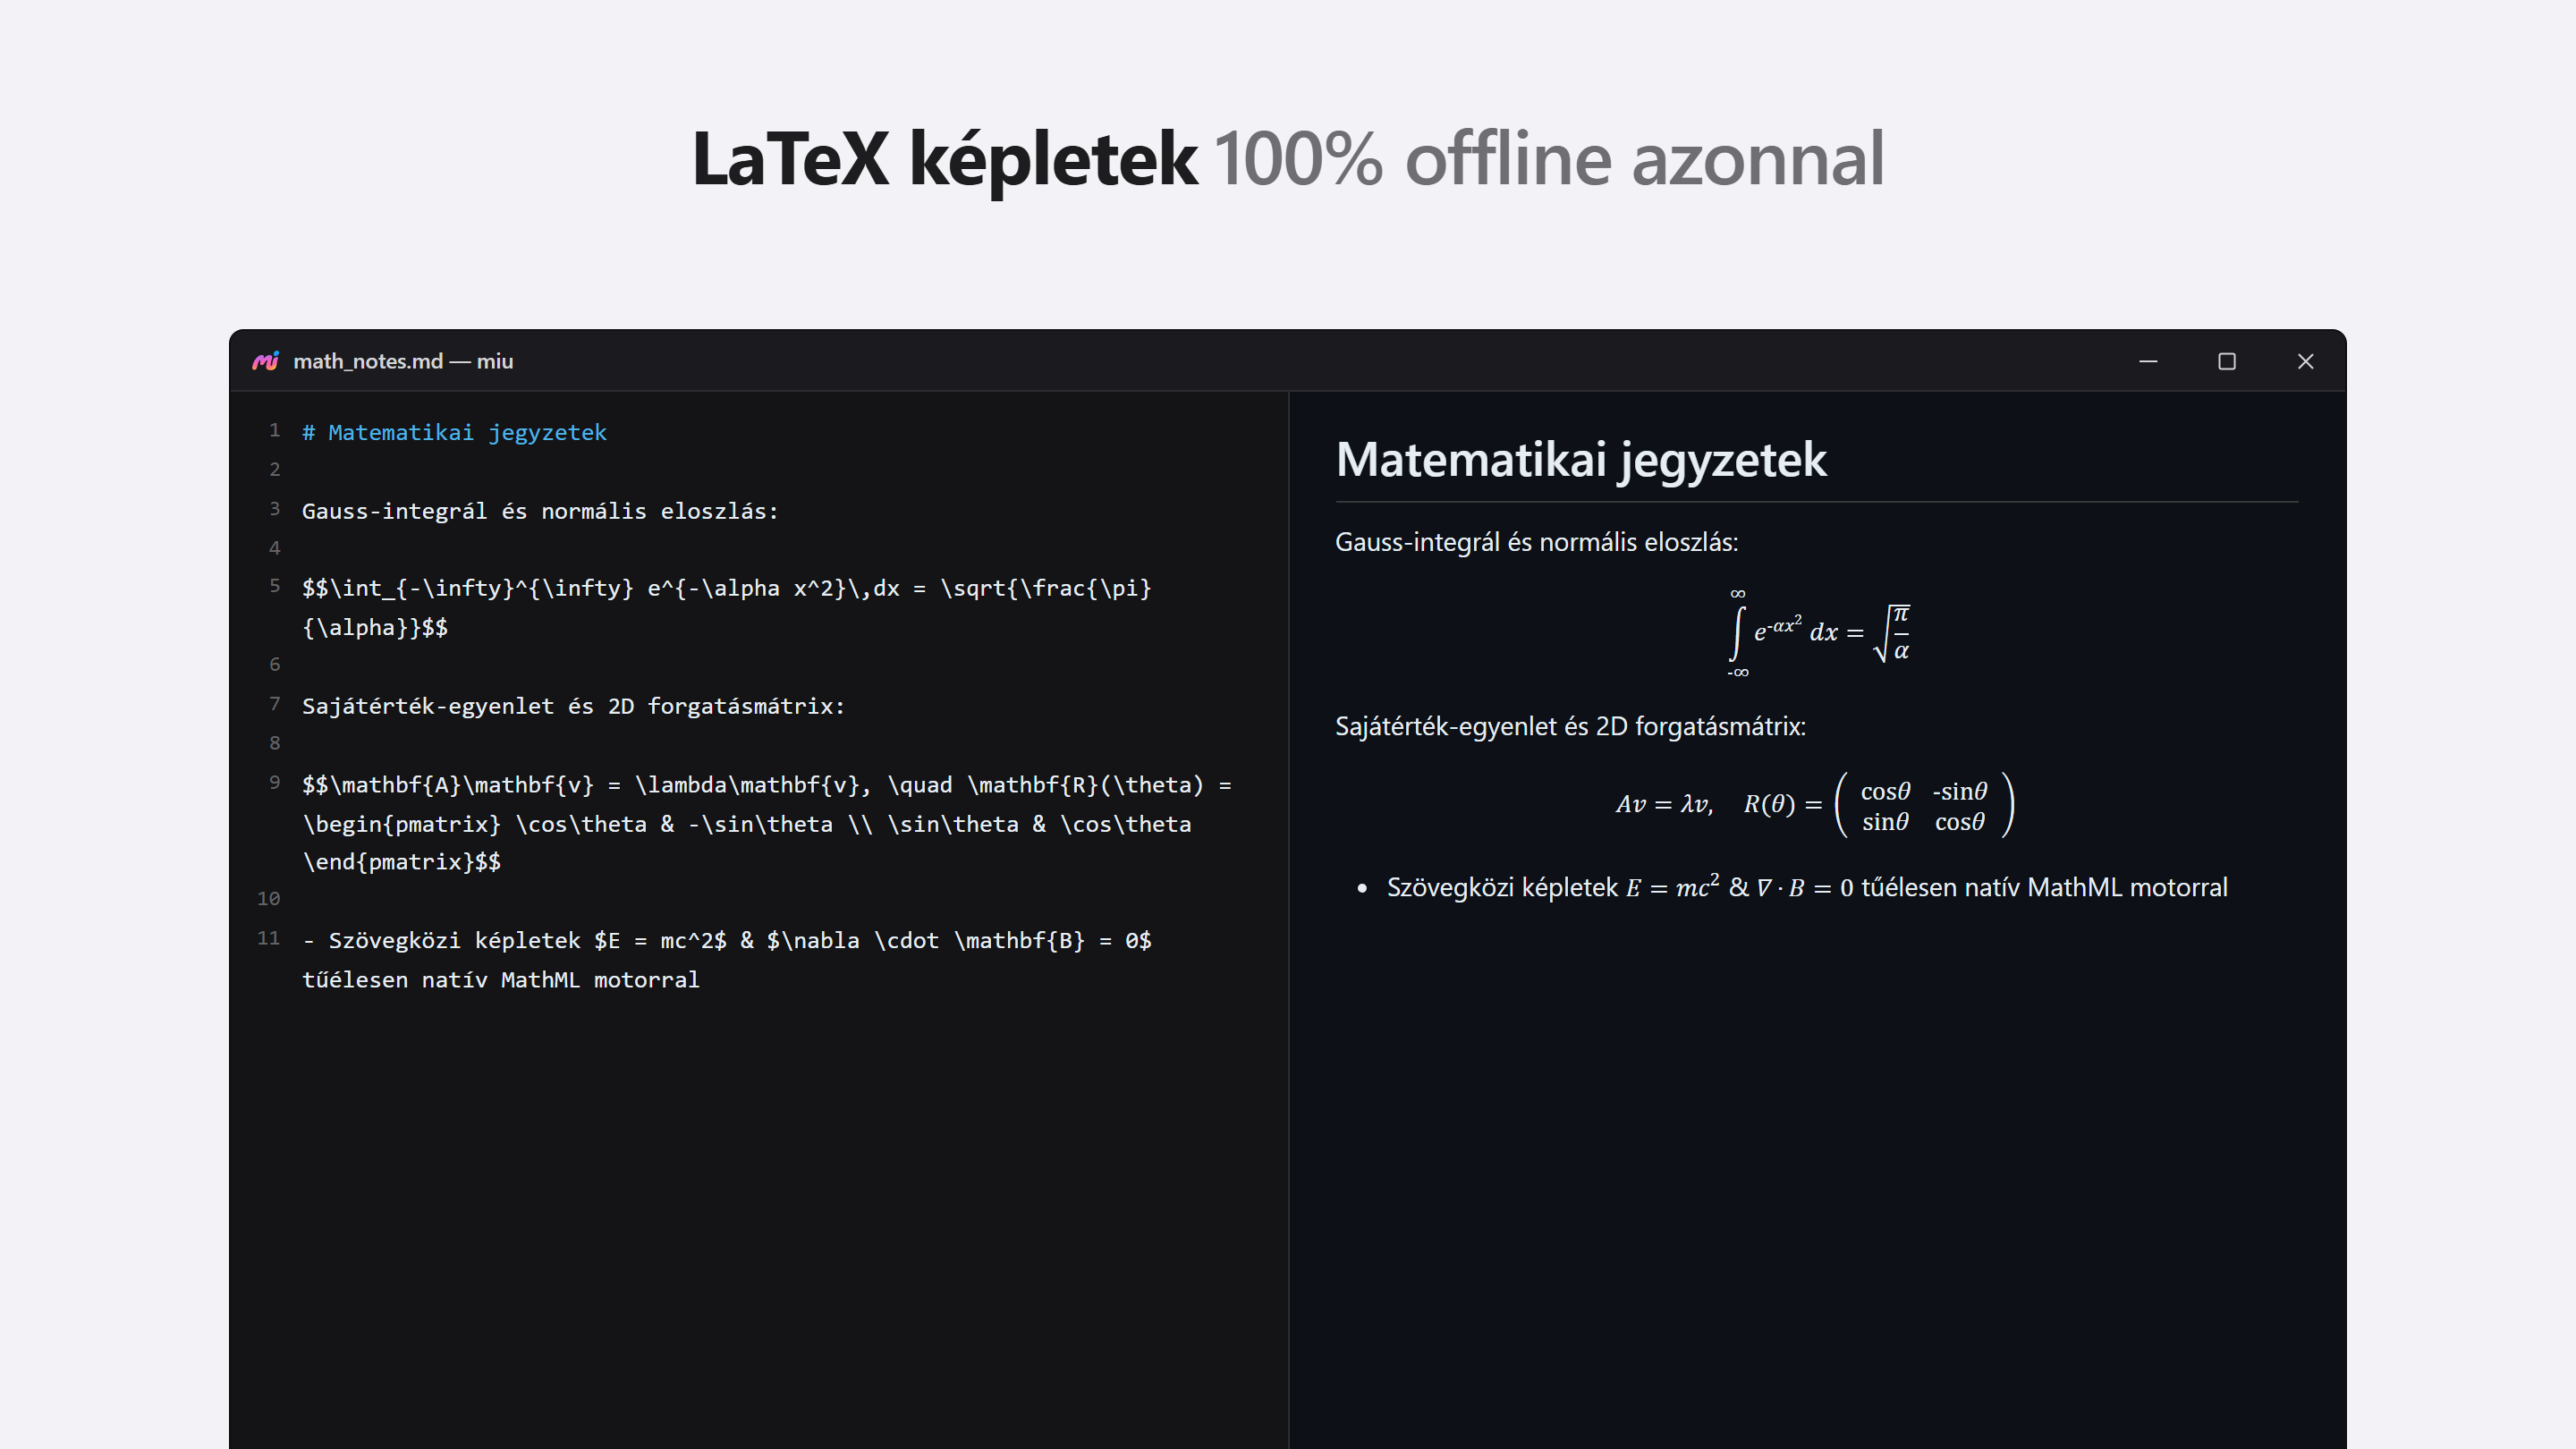 LaTeX képletek 100% offline azonnal
math_notes.md — miu
1 # Matematikai jegyzetek
2
3 Gauss-integrál és normális eloszlás:
4
5 $$\int_{-\infty}^{\infty} e^{-\alpha x^2}\,dx = \sqrt{\frac{\pi}
{\alpha}}$$
6
7 Sajátérték-egyenlet és 2D forgatásmátrix:
8
9 $$\mathbf{A}\mathbf{v} = \lambda\mathbf{v}, \quad \mathbf{R}(\theta) =
\begin{pmatrix} \cos\theta & -\sin\theta \\ \sin\theta & \cos\theta
\end{pmatrix}$$
10
11 - Szövegközi képletek $E = mc^2$ & $\nabla \cdot \mathbf{B} = 0$
tűélesen natív MathML motorral
Matematikai jegyzetek
Gauss-integrál és normális eloszlás:
∫_{-∞}^{∞} e^{-αx²} dx = √(π/α)
Sajátérték-egyenlet és 2D forgatásmátrix:
Av = λv, R(θ) = ( cosθ -sinθ
sinθ cosθ )
• Szövegközi képletek E = mc² & ∇ · B = 0 tűélesen natív MathML motorral